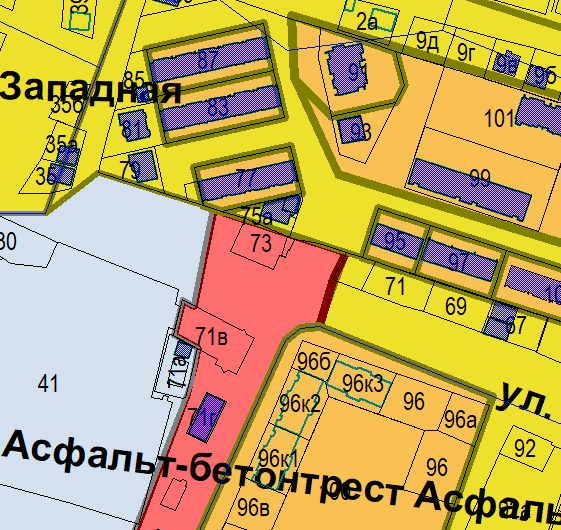 2а
9д
9г
9в
9б
87
91
85
Западная
35б
83
81
93
101
35а
79
35
77
99
75а
73
95
97
30
71
69
67
71в
71а
41
96б
96к3
96к2
96
96а
ул.
71г
92
Асфальт-бетонтрест
Асфаль
96к1
96
96в